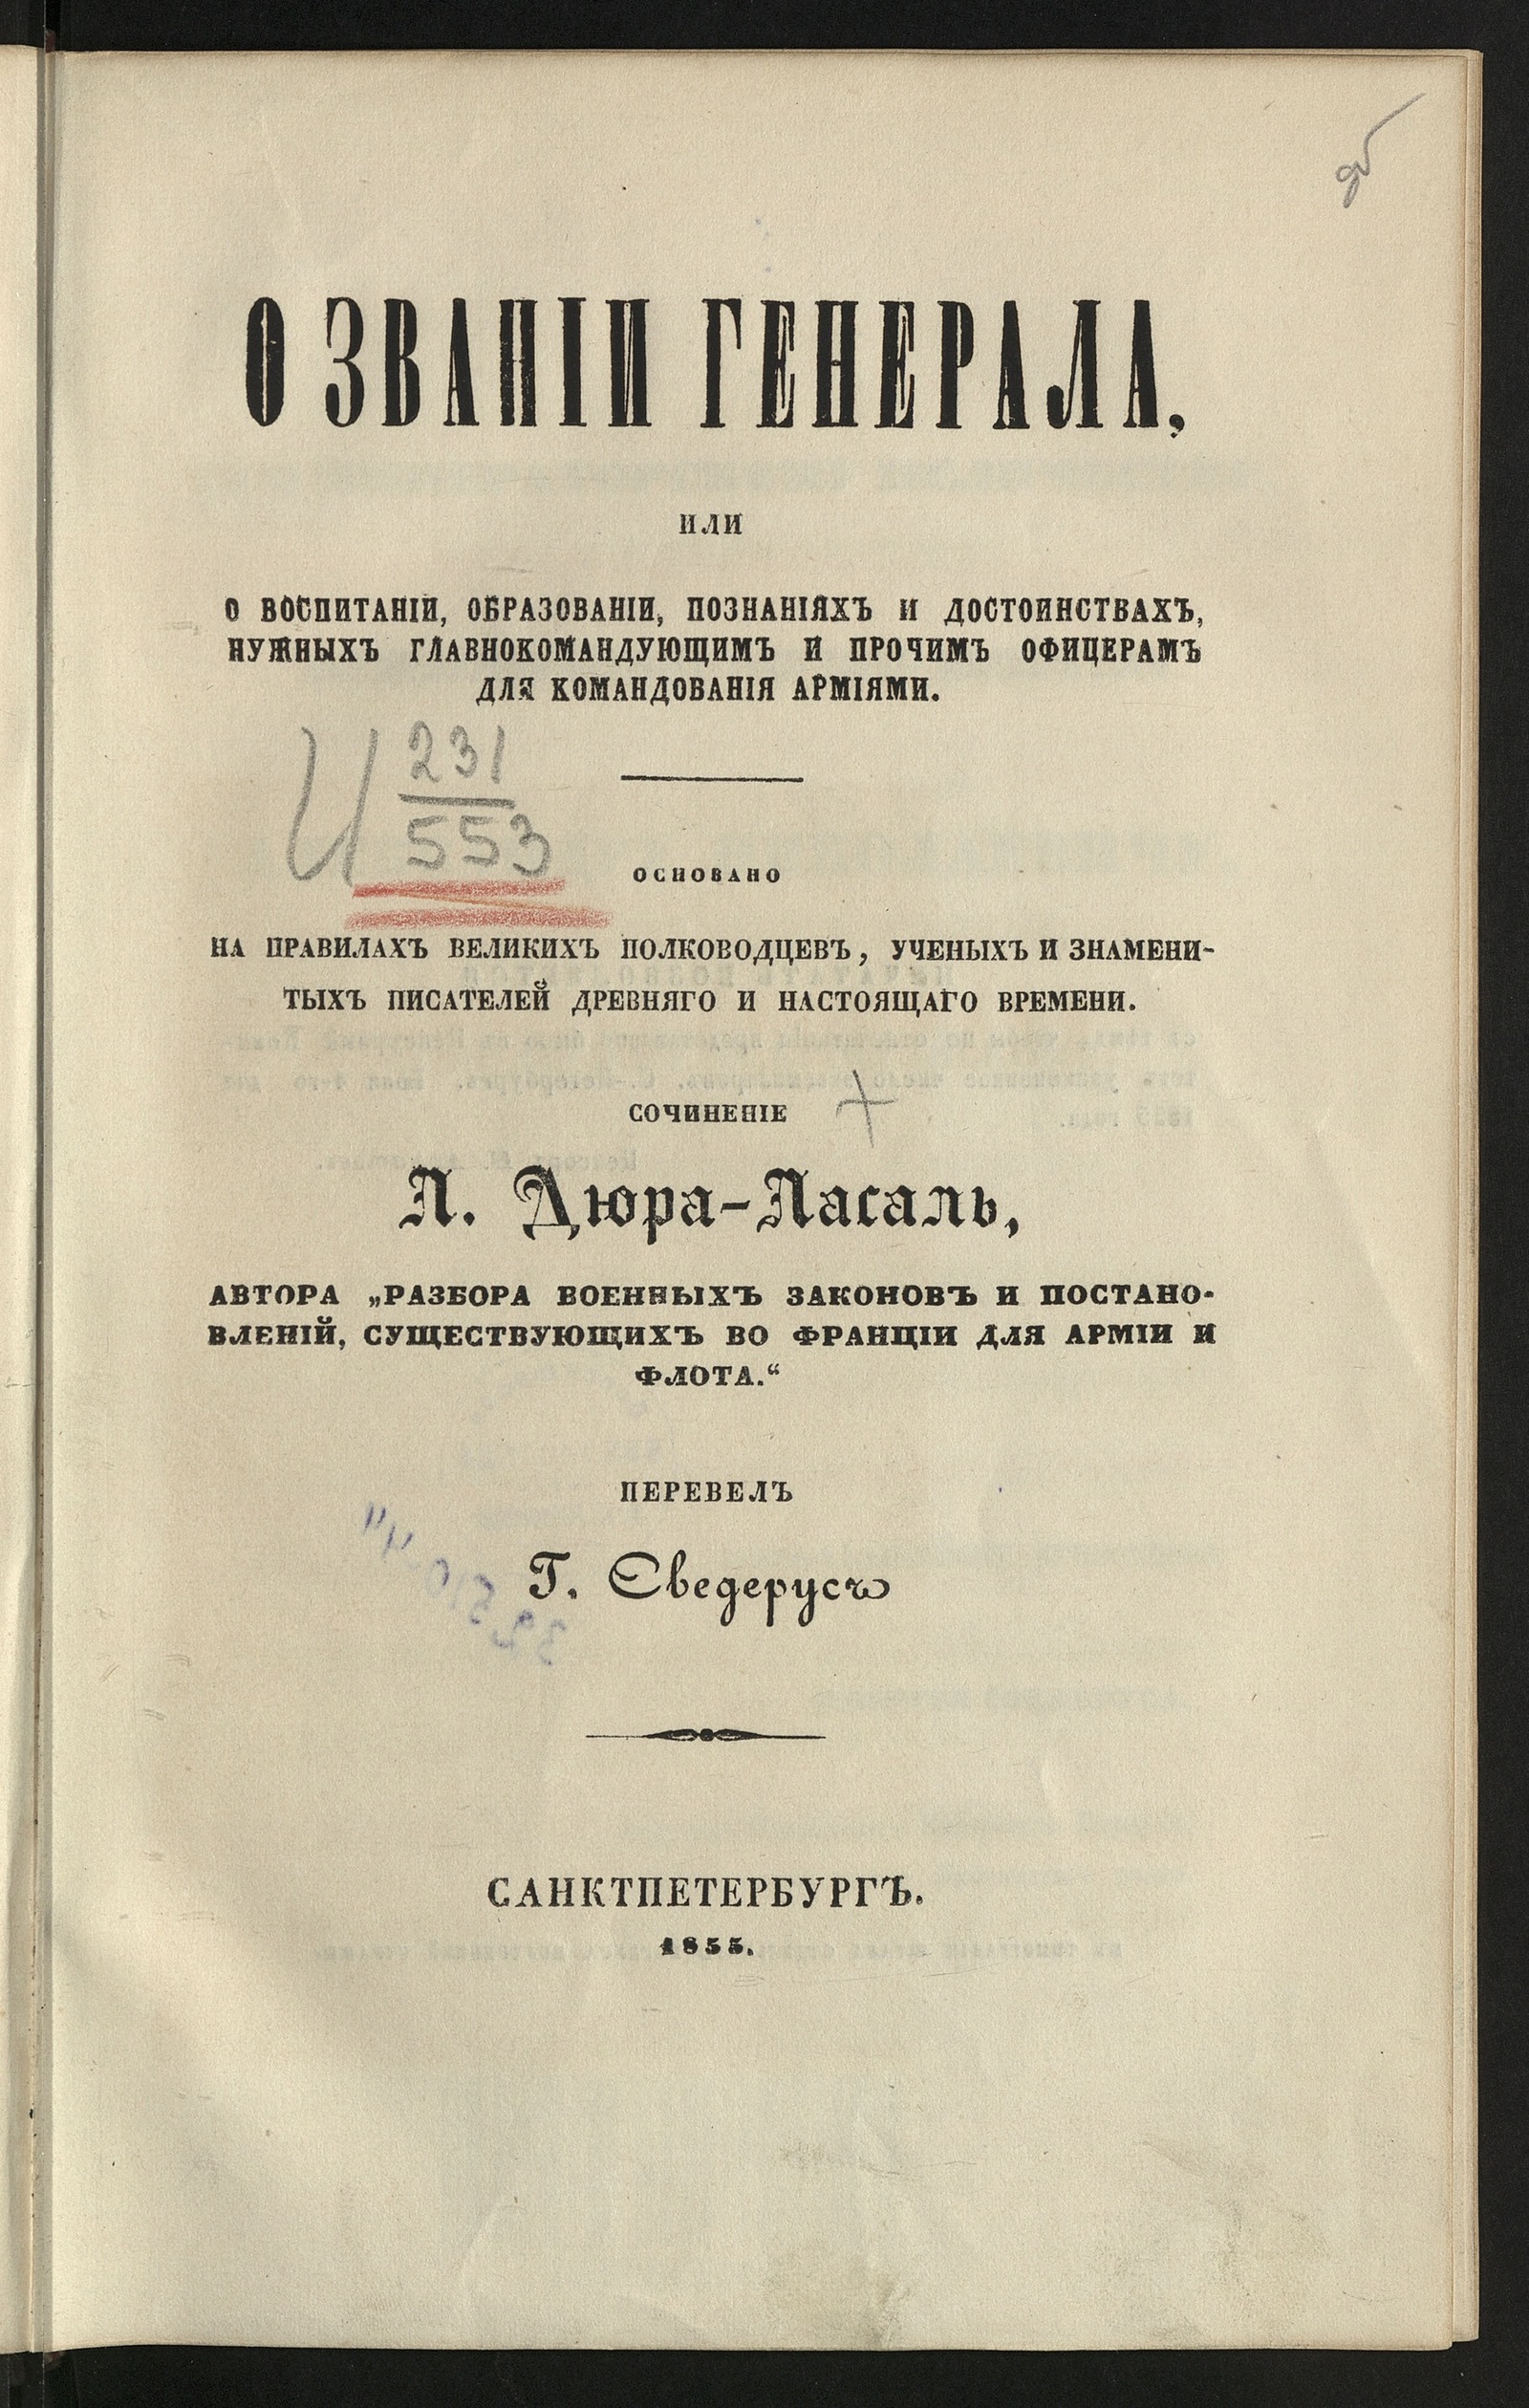 О ЗВАНІИ ГЕНЕРАЛА,
ИЛИ
О ВОСПИТАНІИ, ОБРАЗОВАНІИ, ПОЗНАНІЯХЪ И ДОСТОИНСТВАХЪ,
НУЖНЫХЪ ГЛАВНОКОМАНДУЮЩИМЪ И ПРОЧИМЪ ОФИЦЕРАМЪ
ДЛЯ КОМАНДОВАНІЯ АРМІЯМИ.
И 231
553
ОСНОВАНО
НА ПРАВИЛАХЪ ВЕЛИКИХЪ ПОЛКОВОДЦЕВЪ, УЧЕНЫХЪ И ЗНАМЕНИ-
ТЫХЪ ПИСАТЕЛЕЙ ДРЕВНЯГО И НАСТОЯЩАГО ВРЕМЕНИ.
СОЧИНЕНІЕ
Л. Дюра-Ласаль,
АВТОРА „РАЗБОРА ВОЕННЫХЪ ЗАКОНОВЪ И ПОСТАНО-
ВЛЕНІЙ, СУЩЕСТВУЮЩИХЪ ВО ФРАНЦІИ ДЛЯ АРМІИ И
ФЛОТА.“
ПЕРЕВЕЛЪ
Г. Сведерусъ
САНКТПЕТЕРБУРГЪ.
1855.